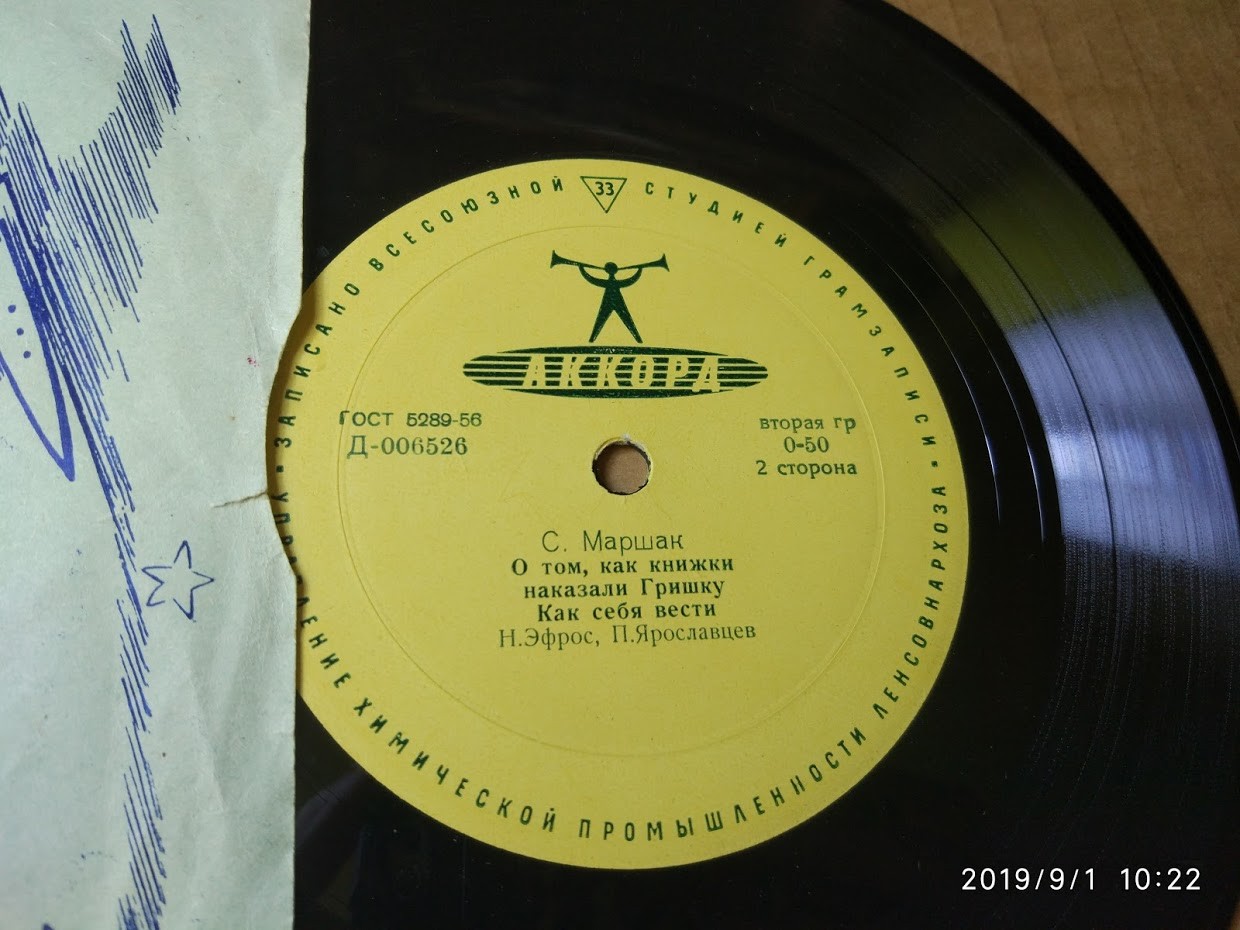 ЗАПИСАНО ВСЕСОЮЗНОЙ 33 СТУДИЕЙ ГРАМЗАПИСИ
АККОРД
ГОСТ 5289-56
Д-006526
вторая гр
0-50
2 сторона
С. Маршак
О том, как книжки
наказали Гришку
Как себя вести
Н.Эфрос, П.Ярославцев
ХИМИЧЕСКОЙ ПРОМЫШЛЕННОСТИ ЛЕНСОВНАРХОЗА
2019/9/1 10:22